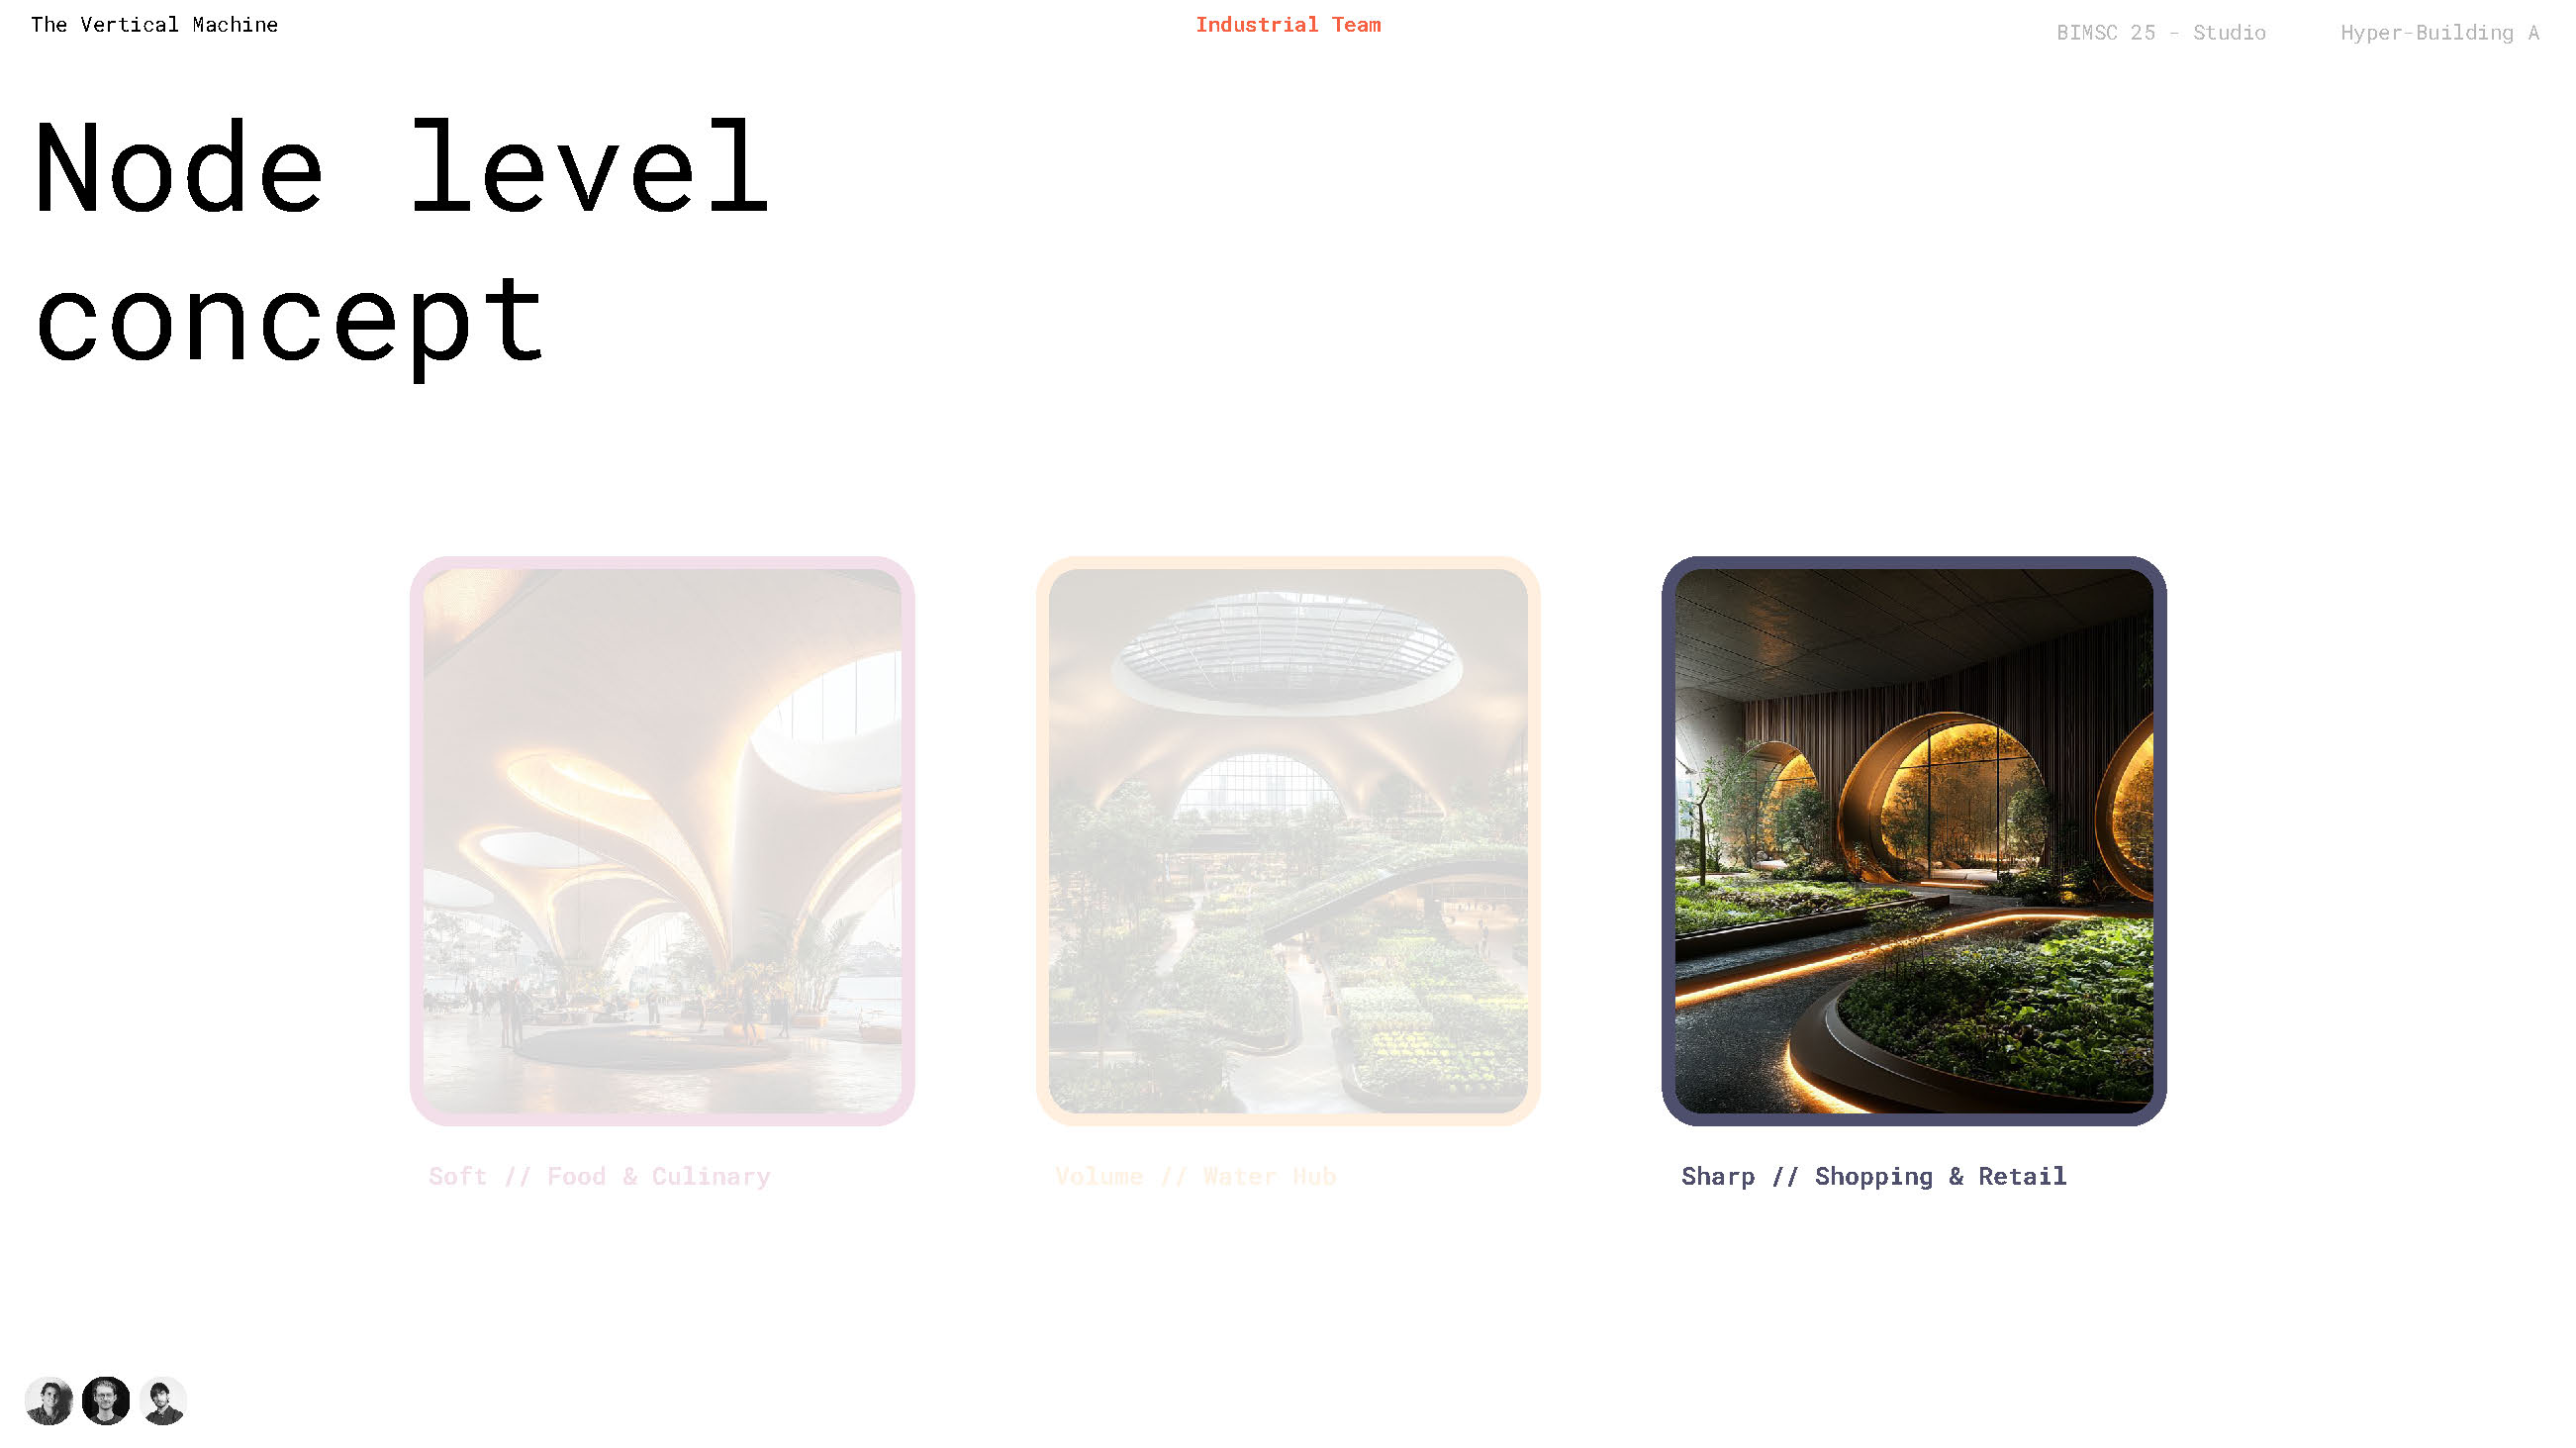 The Vertical Machine
Industrial Team
BIMSC 25 - Studio
Hyper-Building A
Node level
concept
Soft // Food & Culinary
Volume // Water Hub
Sharp // Shopping & Retail